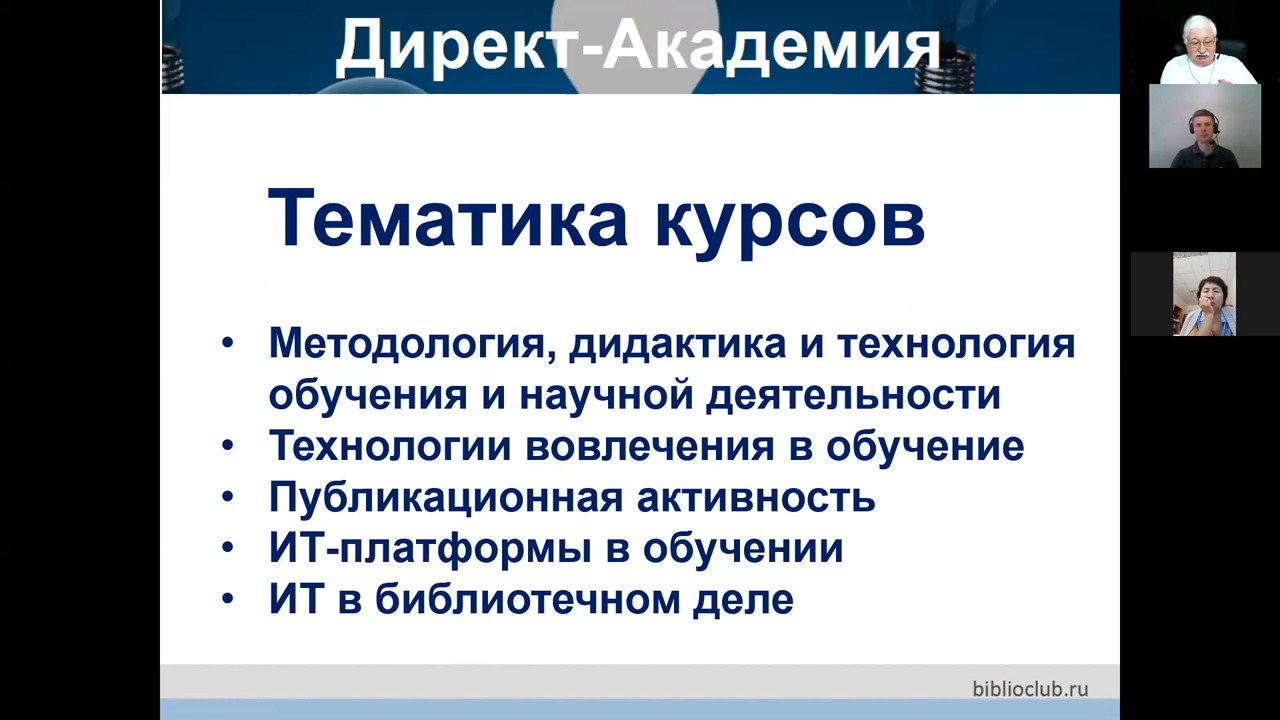 Директ-Академия
Тематика курсов
• Методология, дидактика и технология
обучения и научной деятельности
• Технологии вовлечения в обучение
• Публикационная активность
• ИТ-платформы в обучении
• ИТ в библиотечном деле
biblioclub.ru